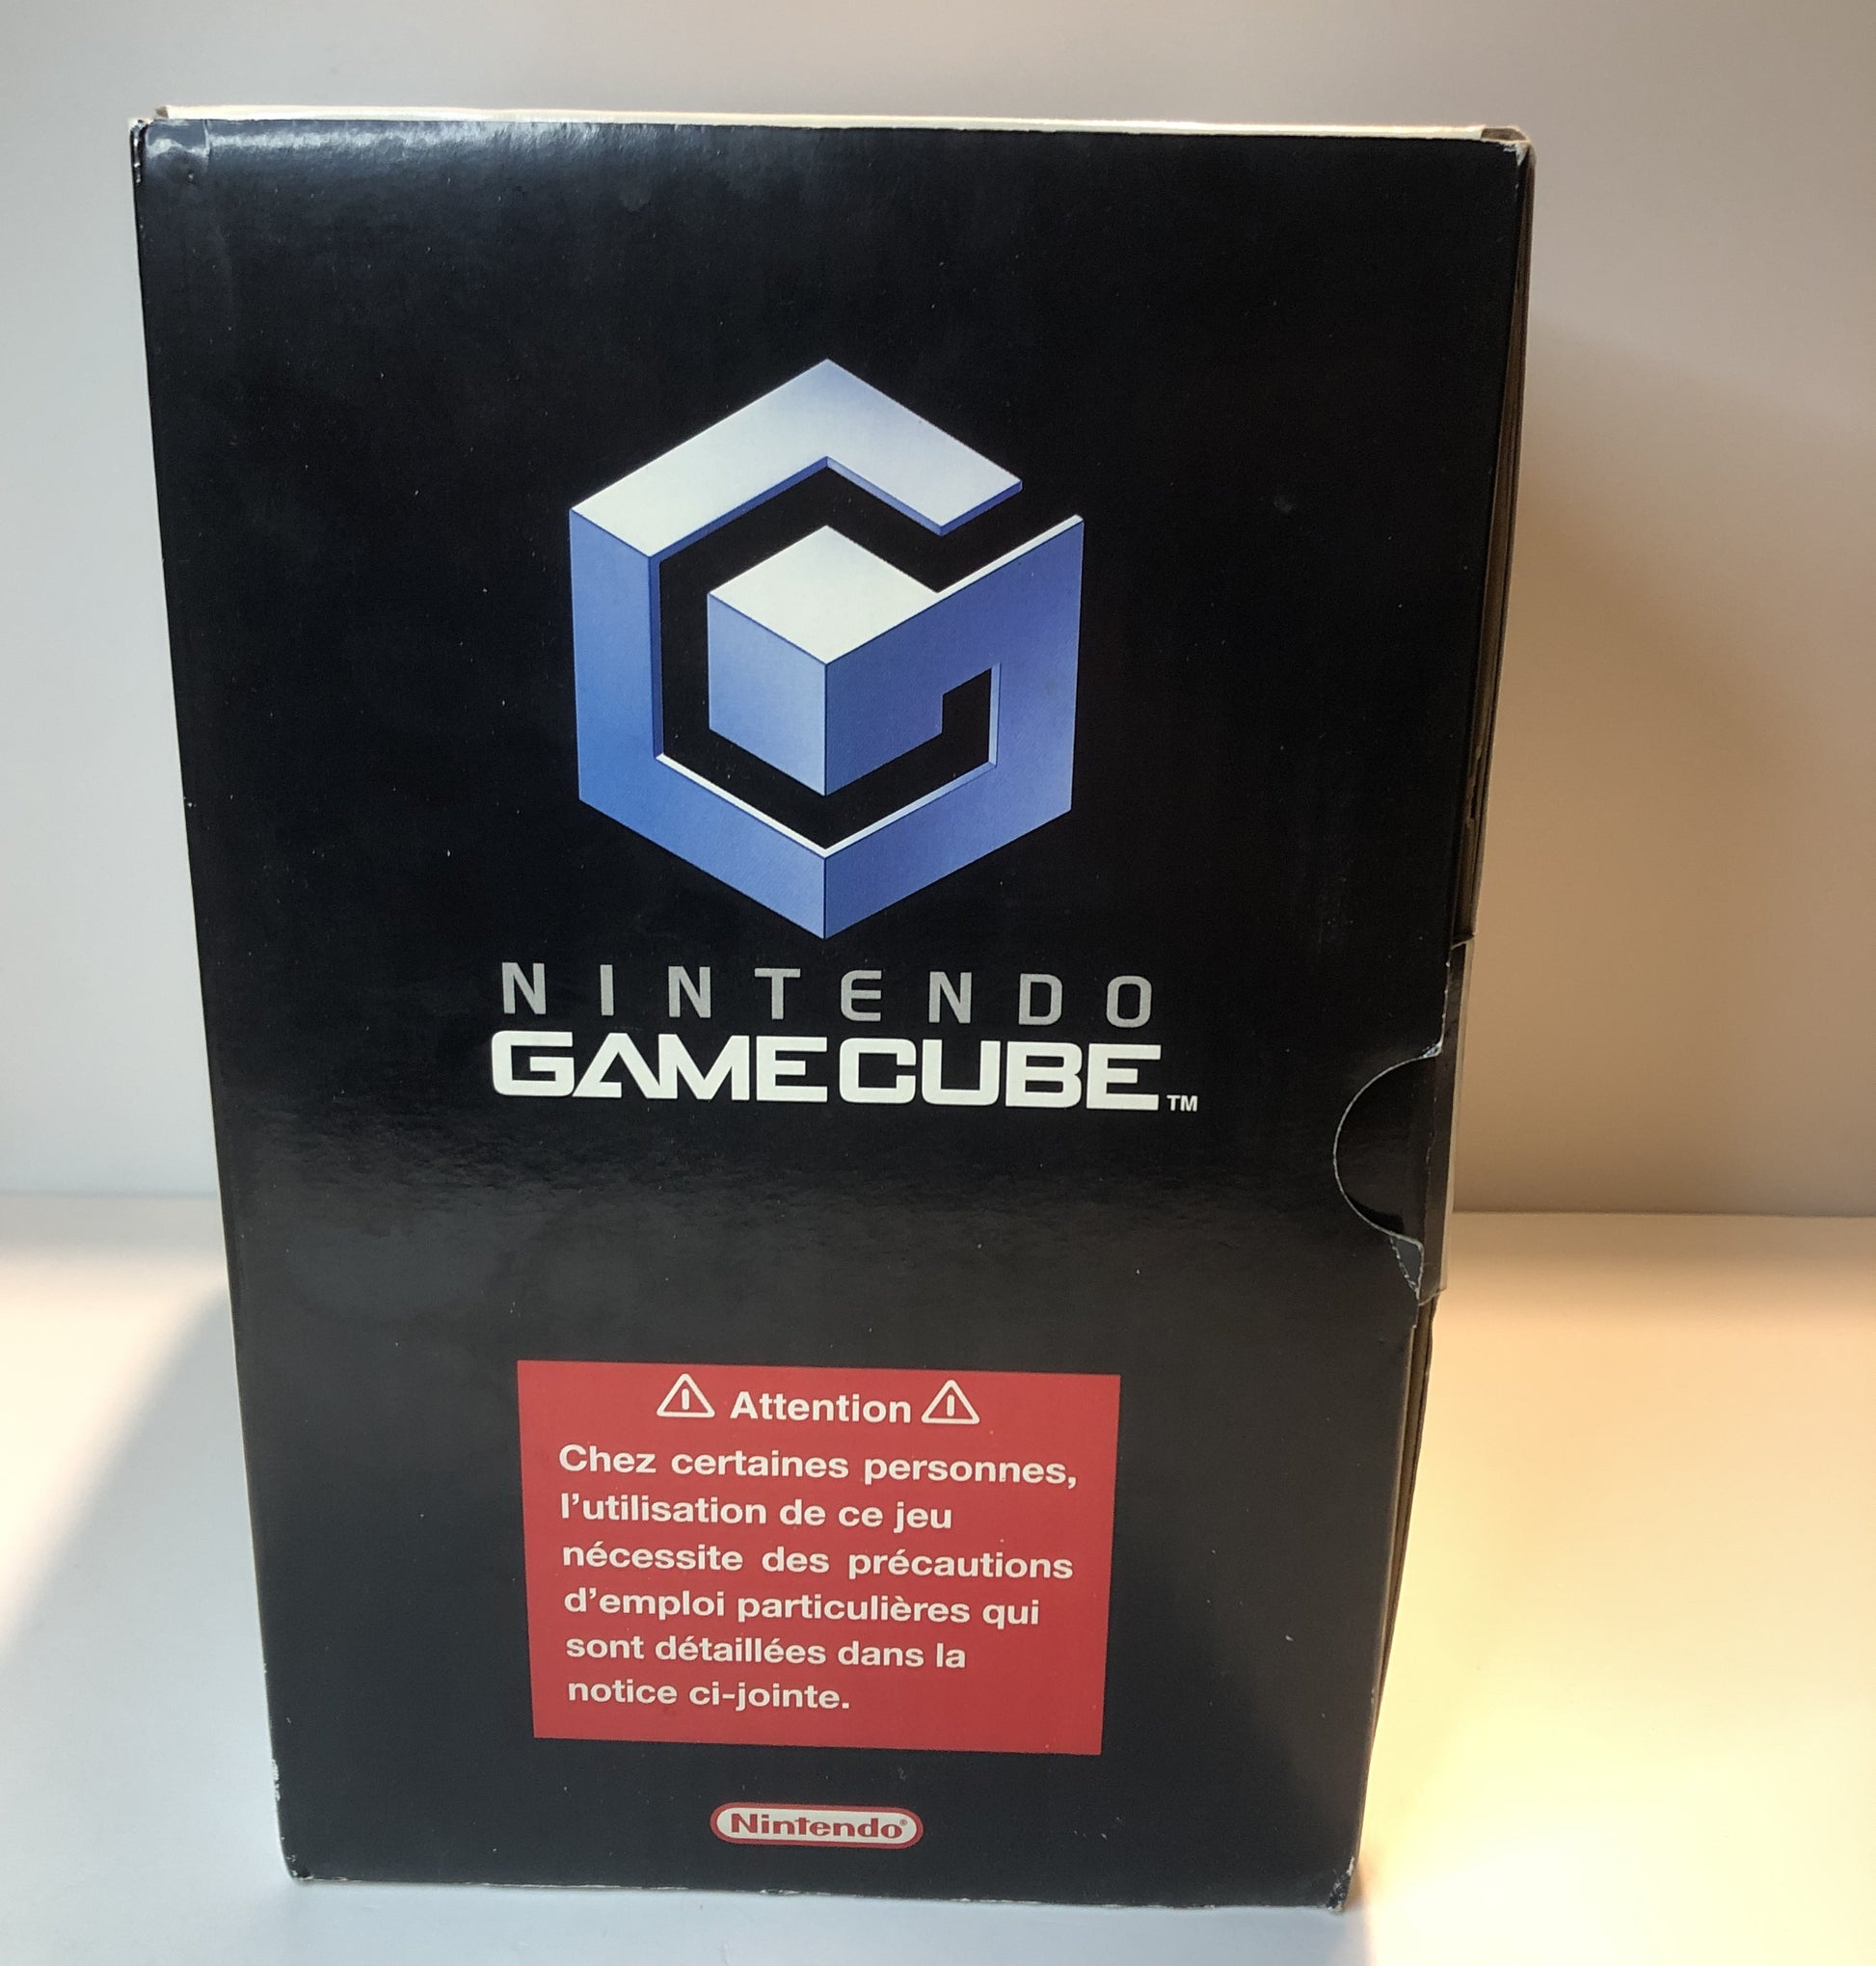 NINTENDO
GAMECUBE™
Attention
Chez certaines personnes,
l'utilisation de ce jeu
nécessite des précautions
d'emploi particulières qui
sont détaillées dans la
notice ci-jointe.
Nintendo®